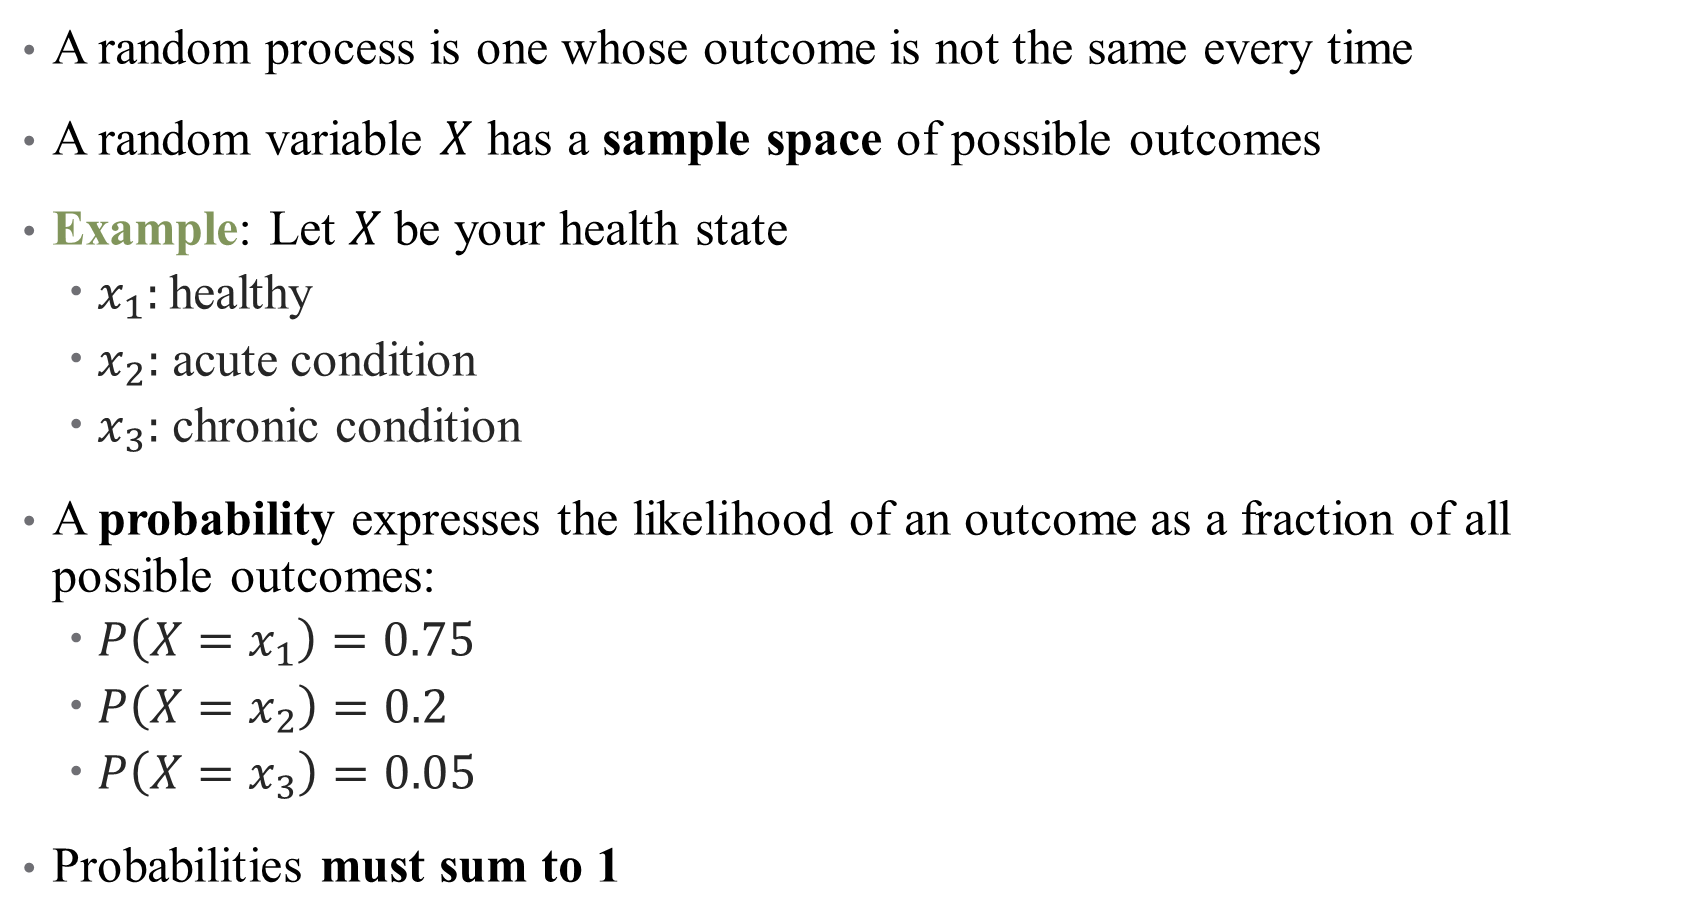 • A random process is one whose outcome is not the same every time
• A random variable X has a sample space of possible outcomes
• Example: Let X be your health state
• x₁: healthy
• x₂: acute condition
• x₃: chronic condition
• A probability expresses the likelihood of an outcome as a fraction of all
possible outcomes:
• P(X = x₁) = 0.75
• P(X = x₂) = 0.2
• P(X = x₃) = 0.05
• Probabilities must sum to 1